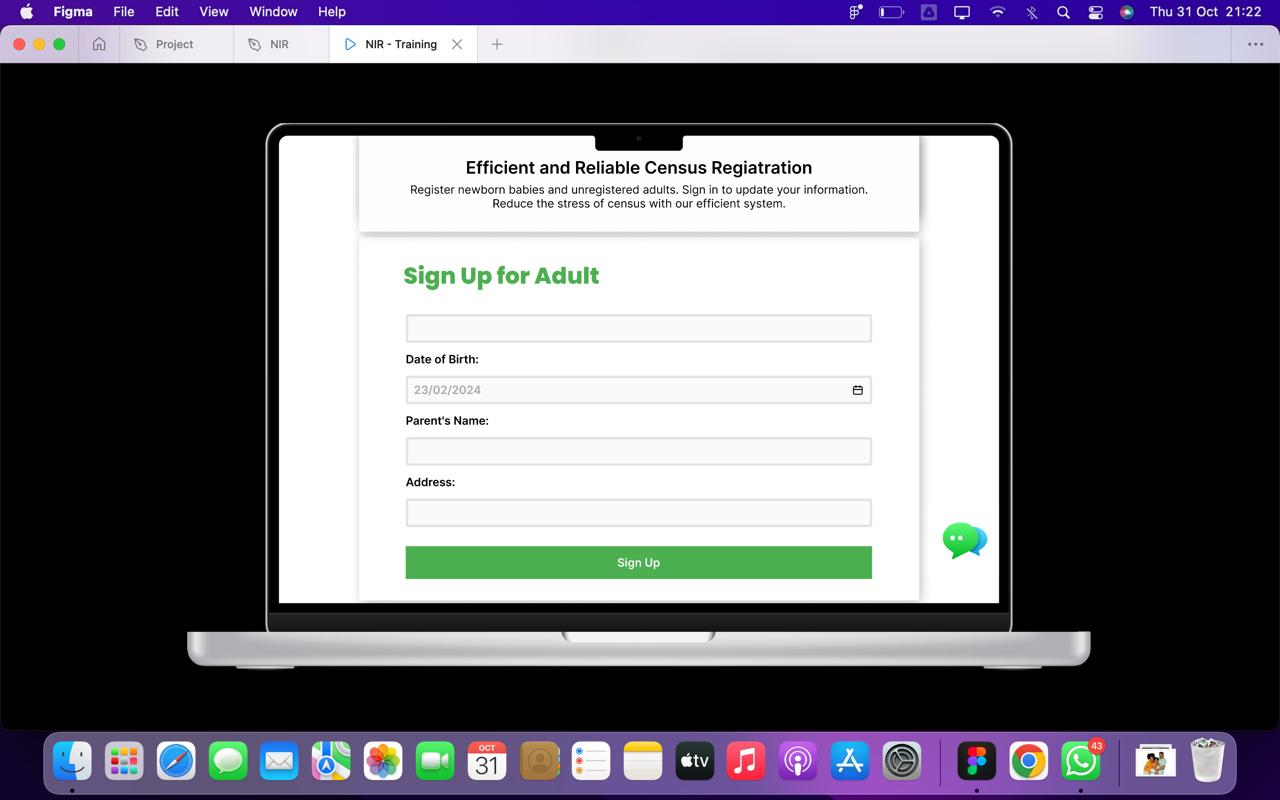 Figma File Edit View Window Help Thu 31 Oct 21:22
Project NIR NIR - Training
Efficient and Reliable Census Regiatration
Register newborn babies and unregistered adults. Sign in to update your information.
Reduce the stress of census with our efficient system.
Sign Up for Adult
Date of Birth:
23/02/2024
Parent's Name:
Address:
Sign Up
OCT
31
tv
43